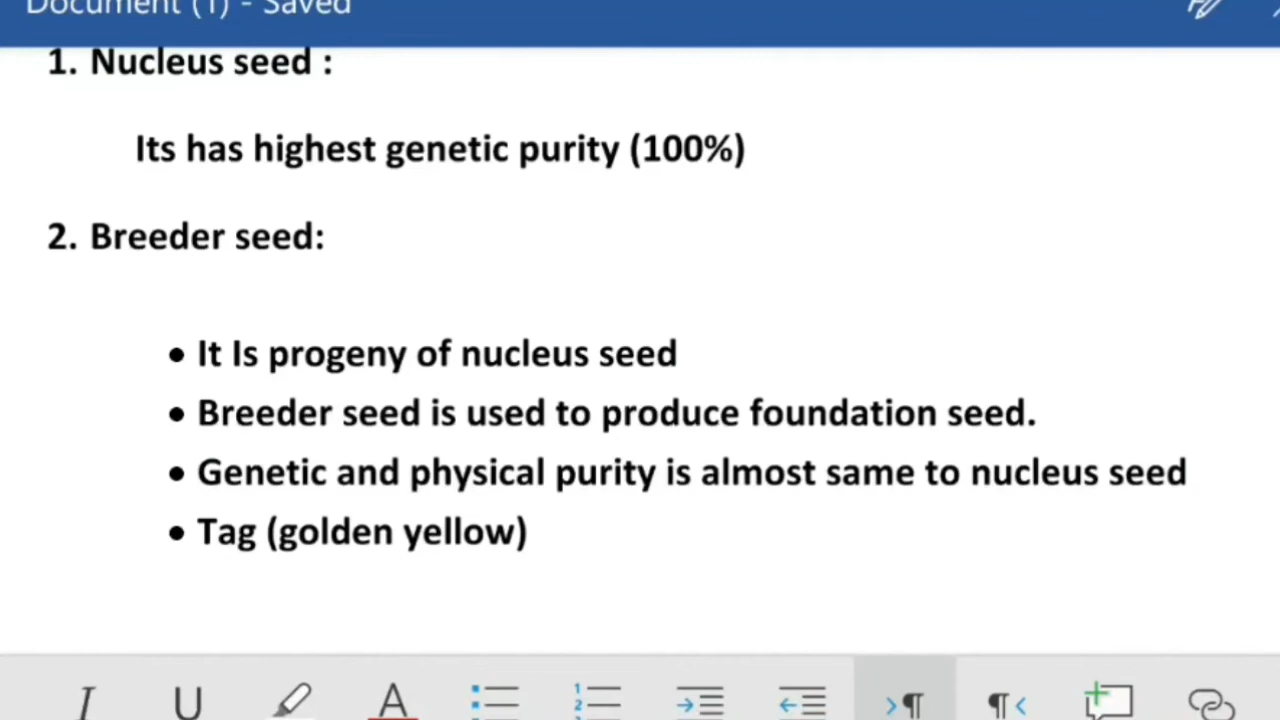 Document (1) - Saved
1. Nucleus seed :
Its has highest genetic purity (100%)
2. Breeder seed:
• It Is progeny of nucleus seed
• Breeder seed is used to produce foundation seed.
• Genetic and physical purity is almost same to nucleus seed
• Tag (golden yellow)